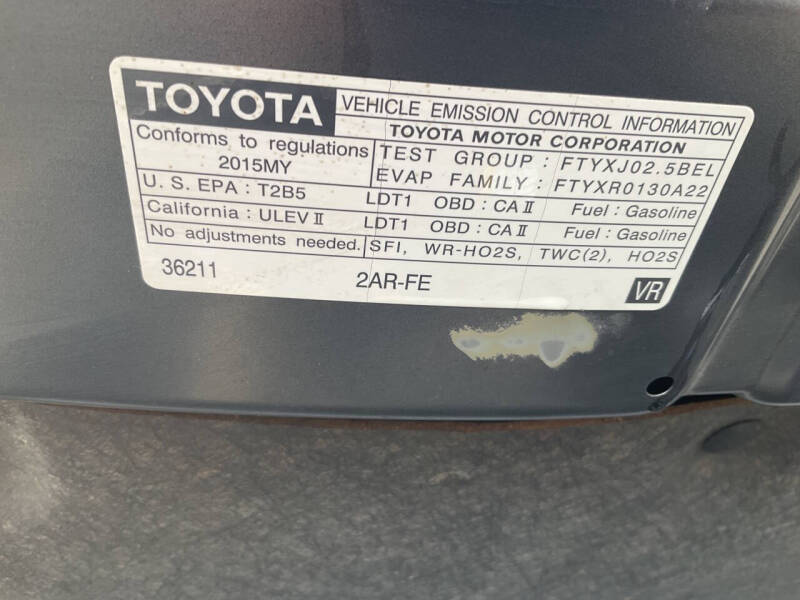 TOYOTA VEHICLE EMISSION CONTROL INFORMATION
TOYOTA MOTOR CORPORATION
Conforms to regulations
2015MY
TEST GROUP : FTYXJ02.5BEL
EVAP FAMILY : FTYXR0130A22
U. S. EPA : T2B5 LDT1 OBD : CA II Fuel : Gasoline
California : ULEV II LDT1 OBD : CA II Fuel : Gasoline
No adjustments needed. SFI, WR-HO2S, TWC(2), HO2S
36211 2AR-FE VR